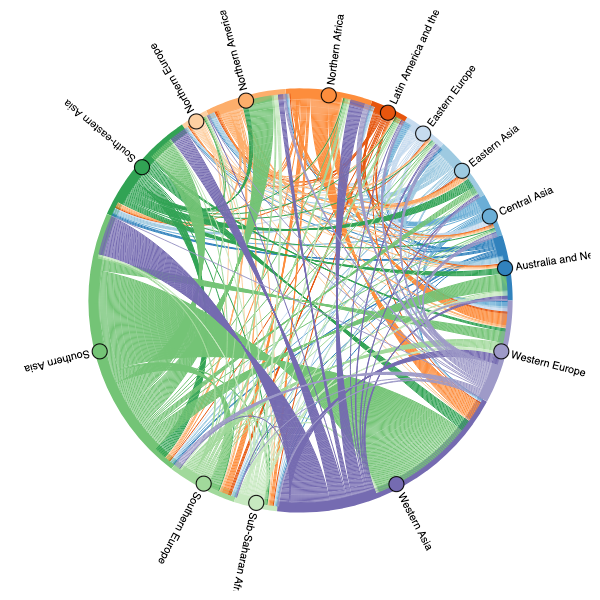 Northern Africa
Latin America and the
Eastern Europe
Eastern Asia
Central Asia
Australia and Ne
Western Europe
Western Asia
Sub-Saharan Afr
Southern Europe
Southern Asia
South-eastern Asia
Northern Europe
Northern America